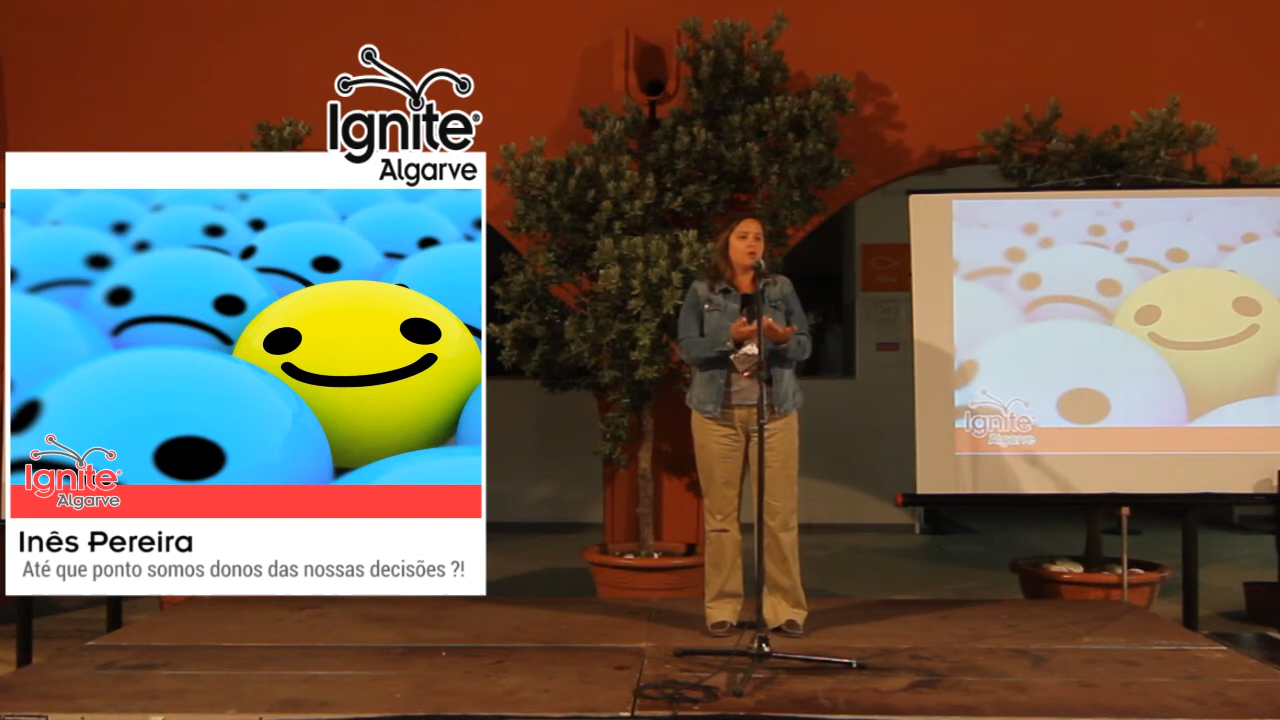 Ignite
Algarve
Ignite
Algarve
Inês Pereira
Até que ponto somos donos das nossas decisões ?!
Ignite
Algarve